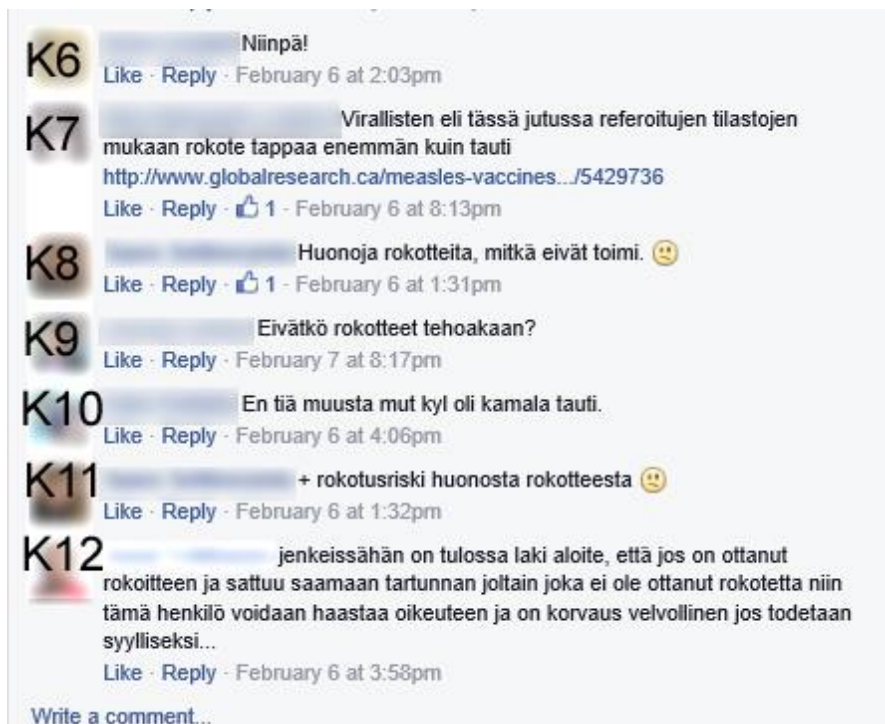 K6 Niinpä!
Like · Reply · February 6 at 2:03pm
K7 Virallisten eli tässä jutussa referoitujen tilastojen
mukaan rokote tappaa enemmän kuin tauti
http://www.globalresearch.ca/measles-vaccines.../5429736
Like · Reply · 1 · February 6 at 8:13pm
K8 Huonoja rokotteita, mitkä eivät toimi.
Like · Reply · 1 · February 6 at 1:31pm
K9 Eivätkö rokotteet tehoakaan?
Like · Reply · February 7 at 8:17pm
K10 En tiä muusta mut kyl oli kamala tauti.
Like · Reply · February 6 at 4:06pm
K11 + rokotusriski huonosta rokotteesta
Like · Reply · February 6 at 1:32pm
K12 jenkeissähän on tulossa laki aloite, että jos on ottanut
rokoitteen ja sattuu saamaan tartunnan joltain joka ei ole ottanut rokotetta niin
tämä henkilö voidaan haastaa oikeuteen ja on korvaus velvollinen jos todetaan
syylliseksi...
Like · Reply · February 6 at 3:58pm
Write a comment...